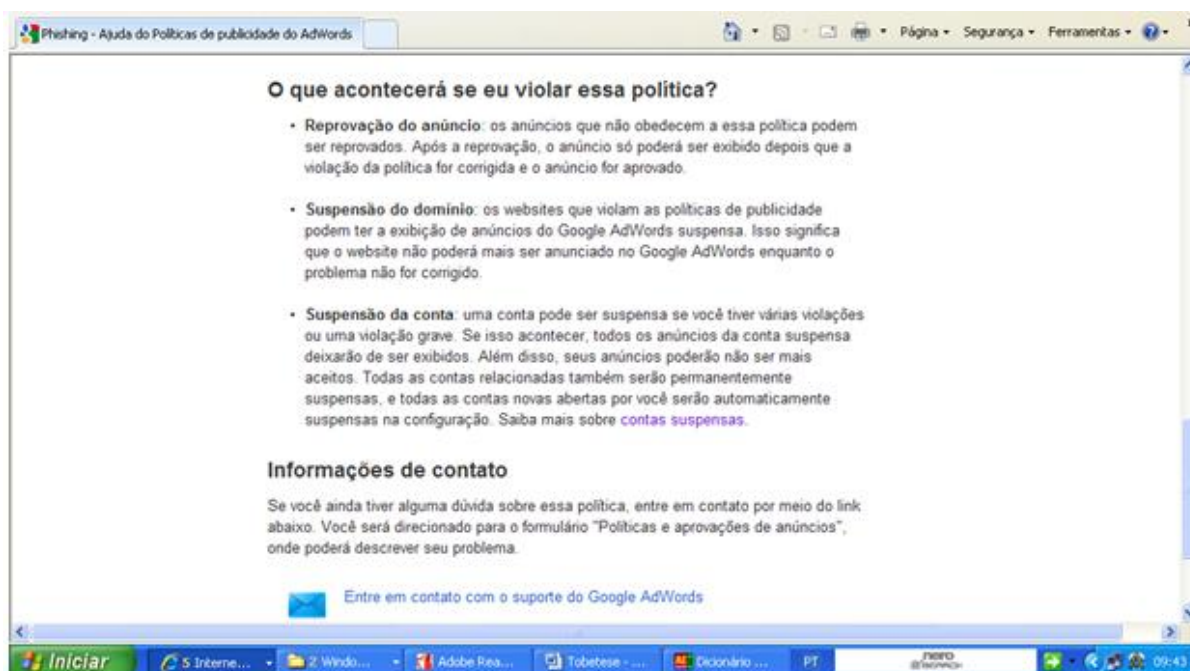 Phishing - Ajuda do Políticas de publicidade do AdWords
Página Segurança Ferramentas
O que acontecerá se eu violar essa política?
• Reprovação do anúncio: os anúncios que não obedecem a essa política podem
ser reprovados. Após a reprovação, o anúncio só poderá ser exibido depois que a
violação da política for corrigida e o anúncio for aprovado.
• Suspensão do domínio: os websites que violam as políticas de publicidade
podem ter a exibição de anúncios do Google AdWords suspensa. Isso significa
que o website não poderá mais ser anunciado no Google AdWords enquanto o
problema não for corrigido.
• Suspensão da conta: uma conta pode ser suspensa se você tiver várias violações
ou uma violação grave. Se isso acontecer, todos os anúncios da conta suspensa
deixarão de ser exibidos. Além disso, seus anúncios poderão não ser mais
aceitos. Todas as contas relacionadas também serão permanentemente
suspensas, e todas as contas novas abertas por você serão automaticamente
suspensas na configuração. Saiba mais sobre contas suspensas.
Informações de contato
Se você ainda tiver alguma dúvida sobre essa política, entre em contato por meio do link
abaixo. Você será direcionado para o formulário "Políticas e aprovações de anúncios",
onde poderá descrever seu problema.
Entre em contato com o suporte do Google AdWords
Iniciar 5 Interne... 2 Windo... Adobe Rea... Tobetese - ... Dicionário ... PT nero 09:43